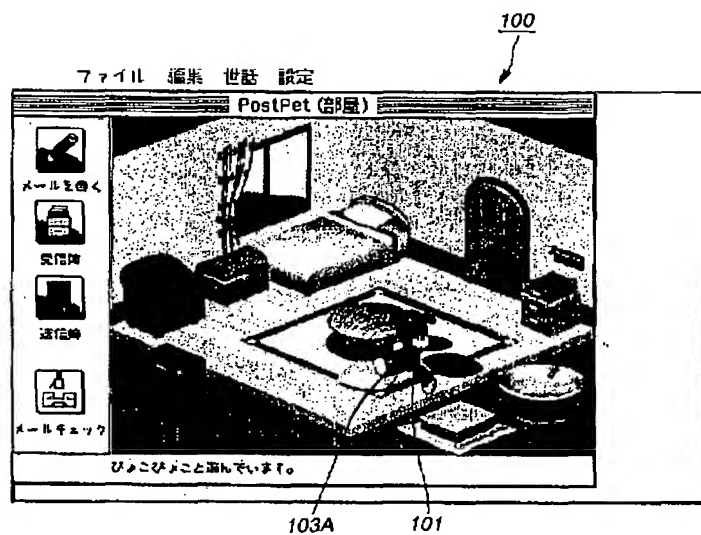 100
ファイル 編集 世話 設定
PostPet (部屋)
メールを書く
受信簿
送信簿
メールチェック
ぴょこぴょこと遊んでいます。
103A 101